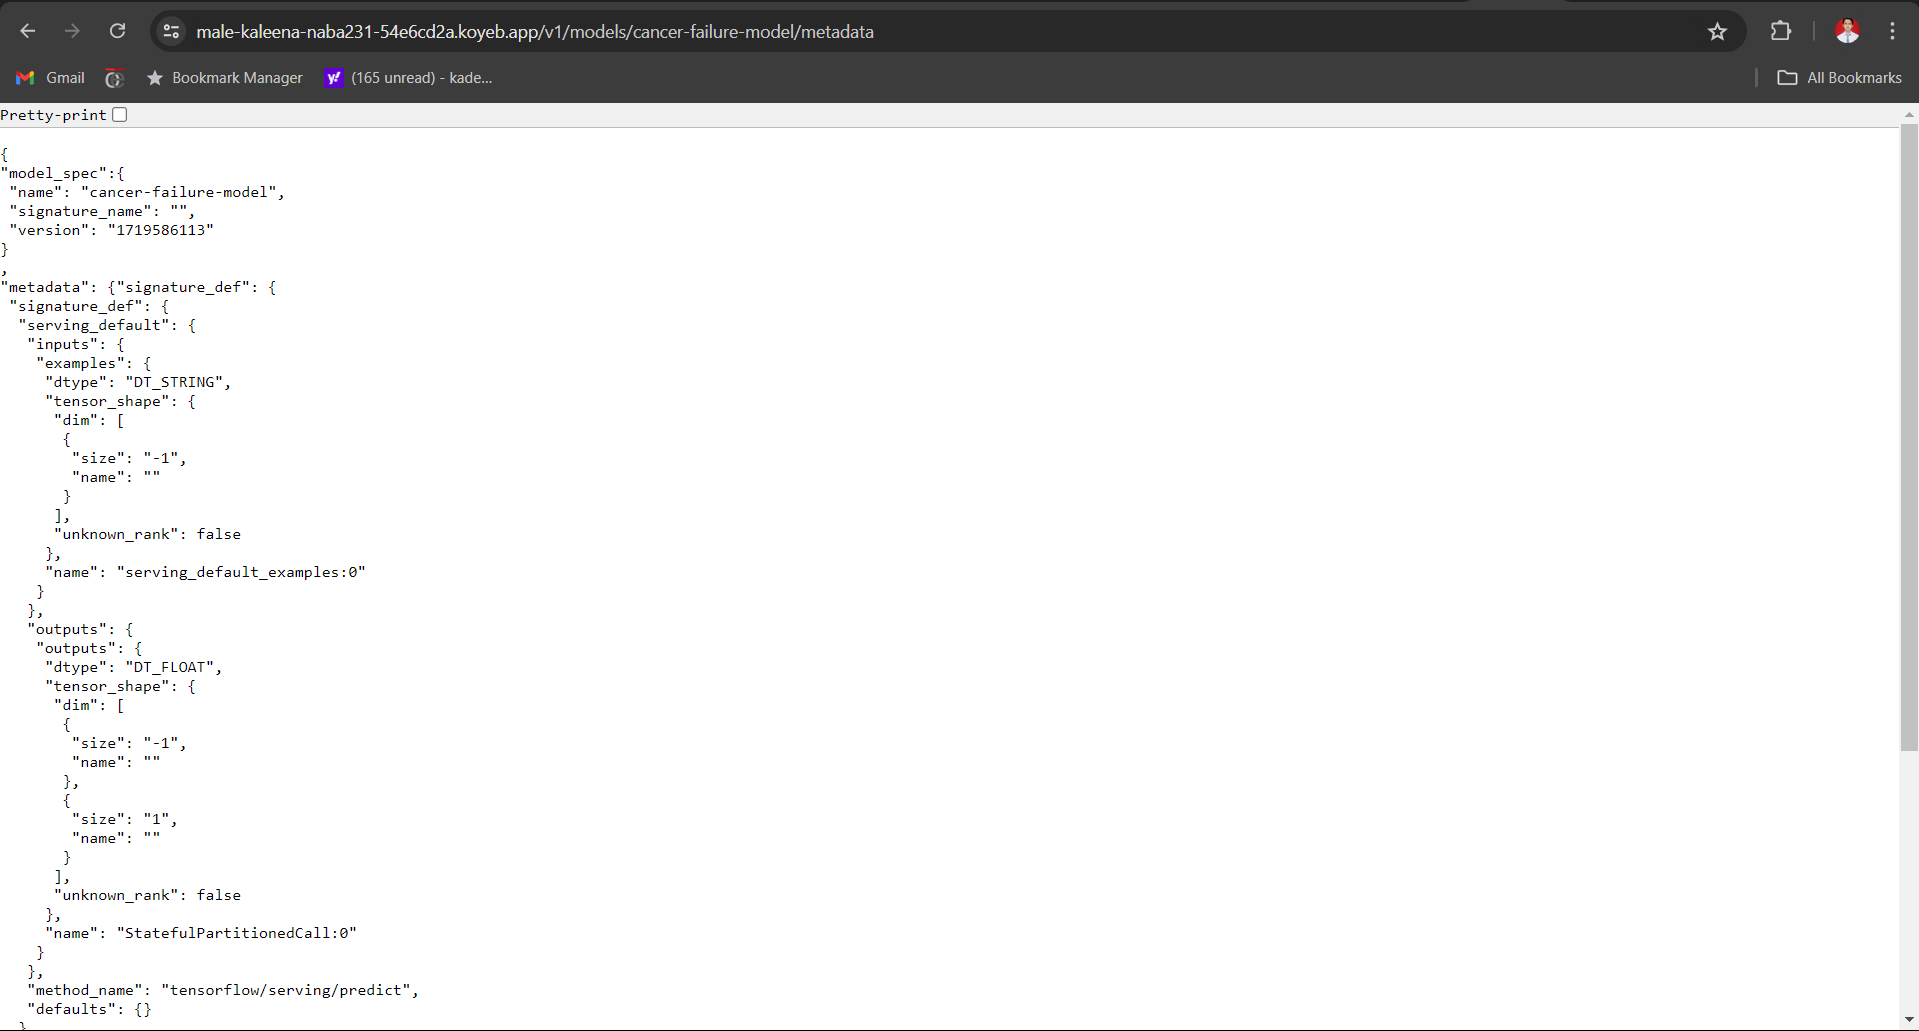 male-kaleena-naba231-54e6cd2a.koyeb.app/v1/models/cancer-failure-model/metadata
Gmail
Bookmark Manager
y! (165 unread) - kade...
All Bookmarks
Pretty-print
{
"model_spec":{
 "name": "cancer-failure-model",
 "signature_name": "",
 "version": "1719586113"
}
,
"metadata": {"signature_def": {
 "signature_def": {
  "serving_default": {
   "inputs": {
    "examples": {
     "dtype": "DT_STRING",
     "tensor_shape": {
      "dim": [
       {
        "size": "-1",
        "name": ""
       }
      ],
      "unknown_rank": false
     },
     "name": "serving_default_examples:0"
    }
   },
   "outputs": {
    "outputs": {
     "dtype": "DT_FLOAT",
     "tensor_shape": {
      "dim": [
       {
        "size": "-1",
        "name": ""
       },
       {
        "size": "1",
        "name": ""
       }
      ],
      "unknown_rank": false
     },
     "name": "StatefulPartitionedCall:0"
    }
   },
   "method_name": "tensorflow/serving/predict",
   "defaults": {}
  }